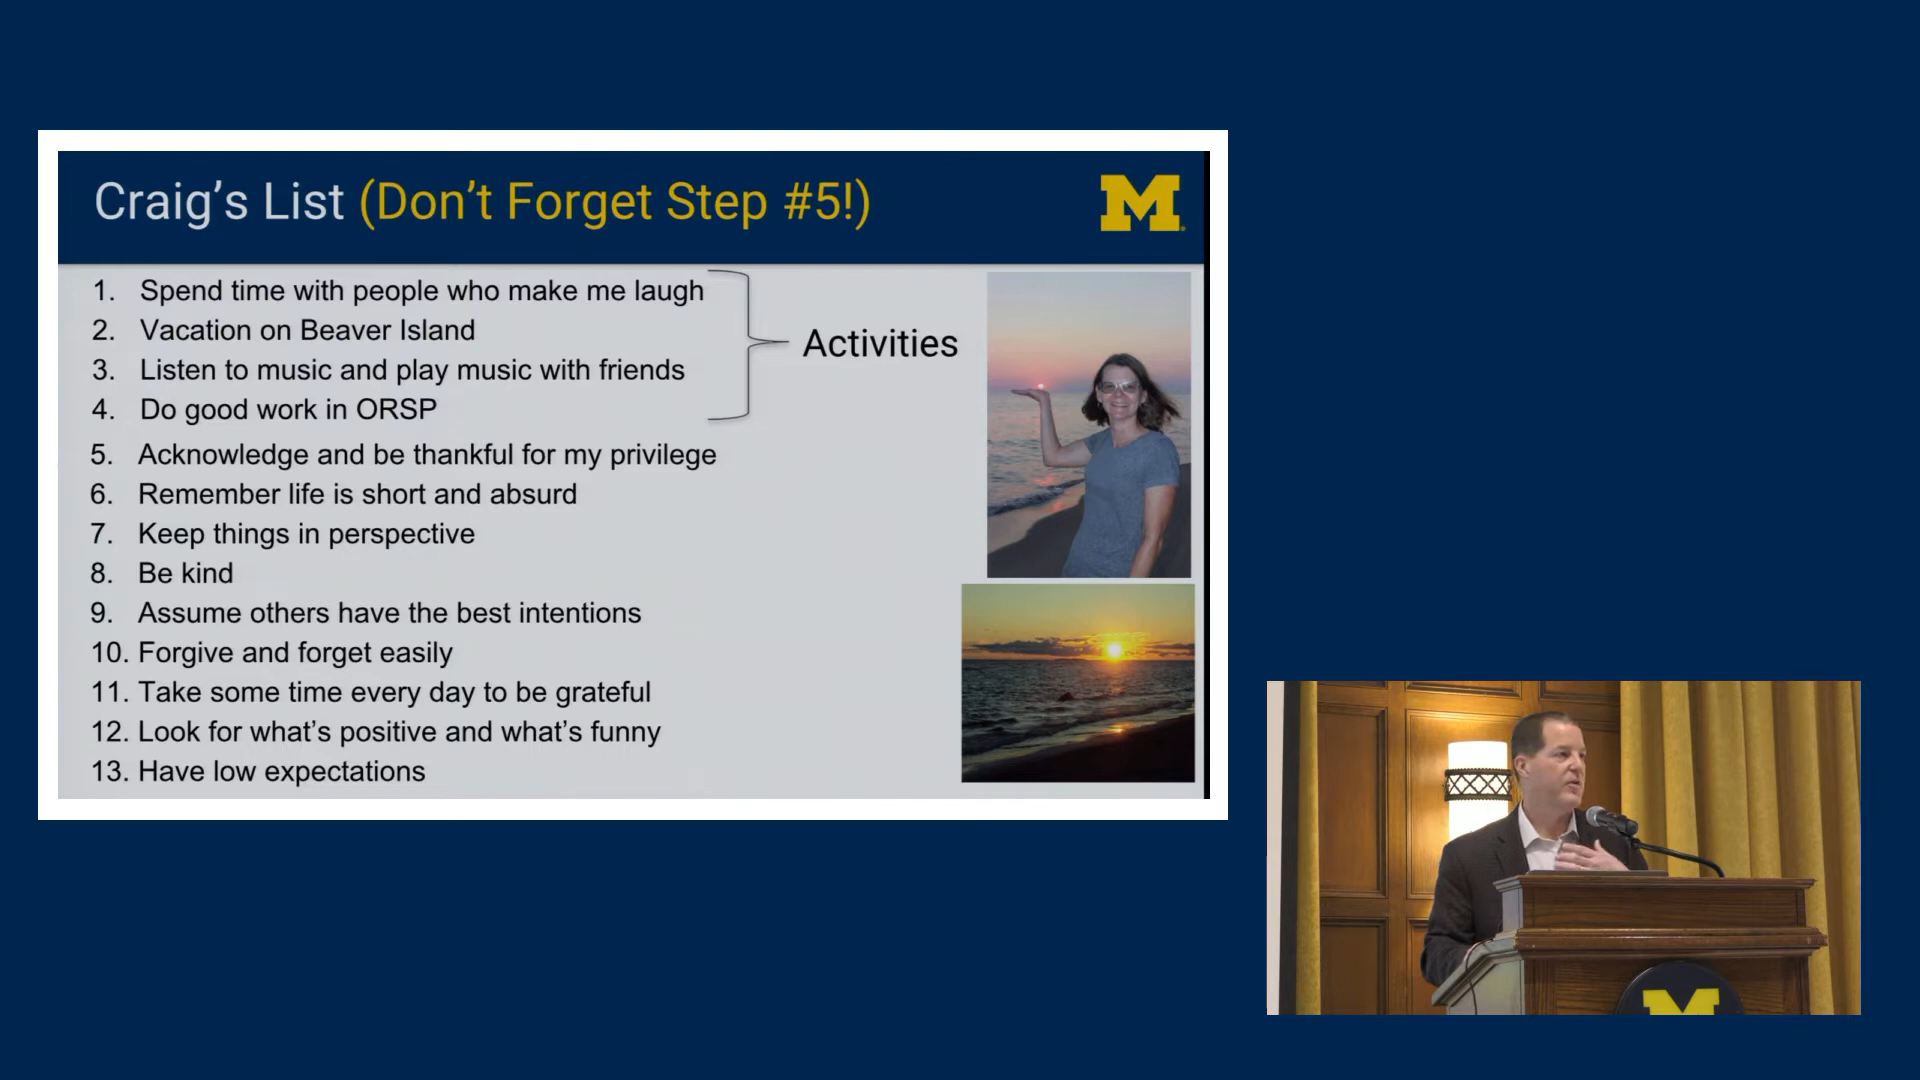 Craig’s List (Don’t Forget Step #5!)
M
1. Spend time with people who make me laugh
2. Vacation on Beaver Island
3. Listen to music and play music with friends
4. Do good work in ORSP
Activities
5. Acknowledge and be thankful for my privilege
6. Remember life is short and absurd
7. Keep things in perspective
8. Be kind
9. Assume others have the best intentions
10. Forgive and forget easily
11. Take some time every day to be grateful
12. Look for what’s positive and what’s funny
13. Have low expectations
M